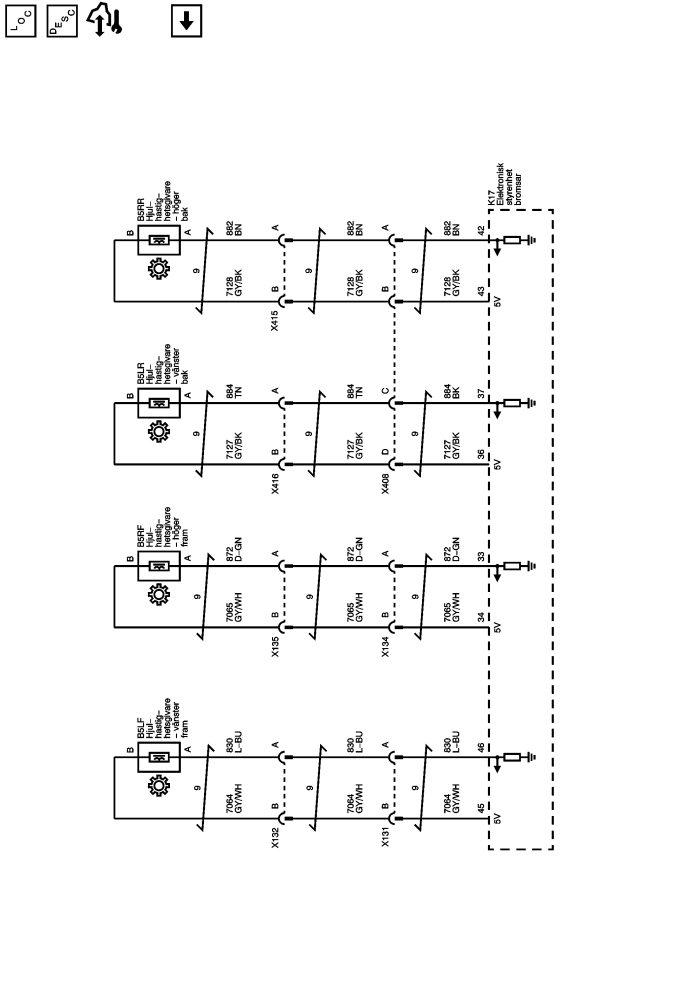 LOC
DESC
B5LF
Hjul–
hastig–
hetsgivare
– vänster
fram
B
A
9
7064
GY/WH
830
L–BU
X132
B
A
9
7064
GY/WH
830
L–BU
X131
B
A
9
7064
GY/WH
830
L–BU
45
46
5V
B5RF
Hjul–
hastig–
hetsgivare
– höger
fram
B
A
9
7065
GY/WH
872
D–GN
X135
B
A
9
7065
GY/WH
872
D–GN
X134
B
A
9
7065
GY/WH
872
D–GN
34
33
5V
B5LR
Hjul–
hastig–
hetsgivare
– vänster
bak
B
A
9
7127
GY/BK
884
TN
X416
B
A
9
7127
GY/BK
884
TN
X408
D
C
9
7127
GY/BK
884
BK
36
37
5V
B5RR
Hjul–
hastig–
hetsgivare
– höger
bak
B
A
9
7128
GY/BK
882
BN
X415
B
A
9
7128
GY/BK
882
BN
B
A
9
7128
GY/BK
882
BN
43
42
5V
K17
Elektronisk
styrenhet
bromsar